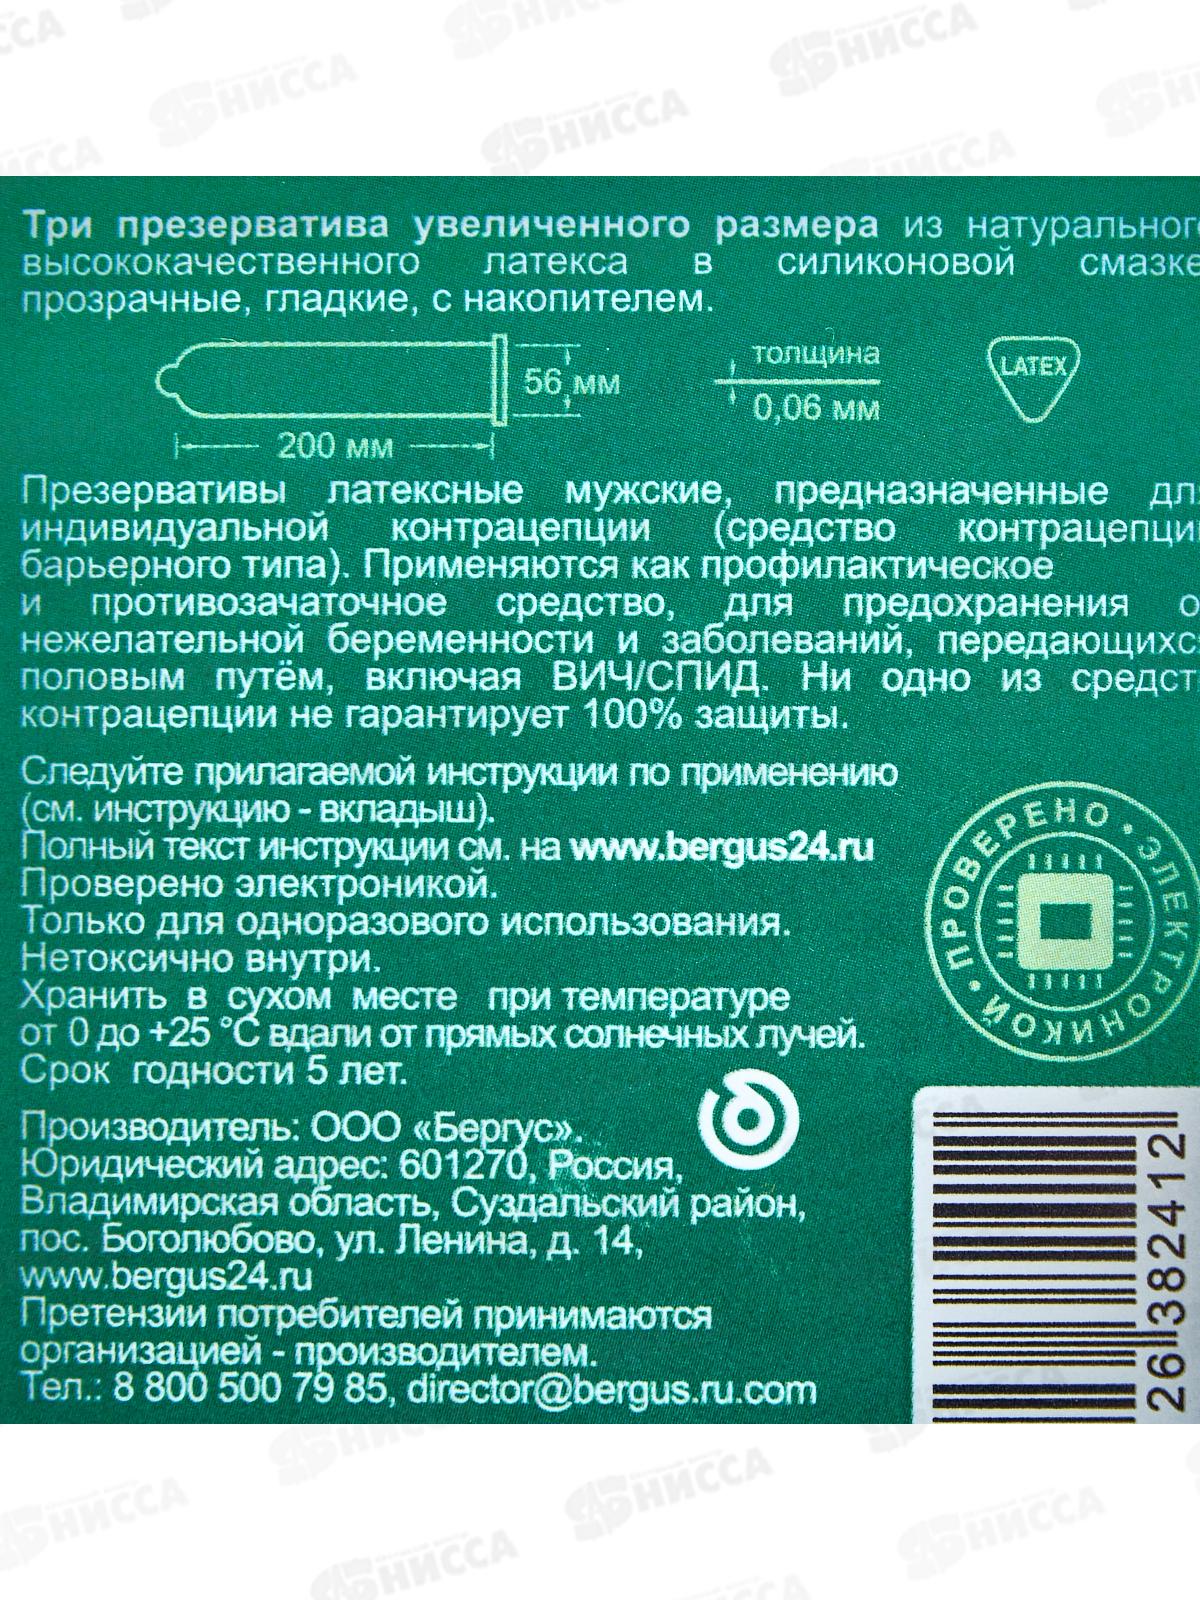 Три презерватива увеличенного размера из натурального
высококачественного латекса в силиконовой смазке
прозрачные, гладкие, с накопителем.
56 мм
200 мм
толщина
0,06 мм
LATEX
Презервативы латексные мужские, предназначенные дл
индивидуальной контрацепции (средство контрацепци
барьерного типа). Применяются как профилактическое
и противозачаточное средство, для предохранения о
нежелательной беременности и заболеваний, передающихс
половым путём, включая ВИЧ/СПИД. Ни одно из средст
контрацепции не гарантирует 100% защиты.
Следуйте прилагаемой инструкции по применению
(см. инструкцию - вкладыш).
Полный текст инструкции см. на www.bergus24.ru
Проверено электроникой.
Только для одноразового использования.
Нетоксично внутри.
Хранить в сухом месте при температуре
от 0 до +25 °С вдали от прямых солнечных лучей.
Срок годности 5 лет.
ПРОВЕРЕНО • ЭЛЕКТРОНИКОЙ •
Производитель: ООО «Бергус».
Юридический адрес: 601270, Россия,
Владимирская область, Суздальский район,
пос. Боголюбово, ул. Ленина, д. 14,
www.bergus24.ru
Претензии потребителей принимаются
организацией - производителем.
Тел.: 8 800 500 79 85, director@bergus.ru.com
26 382412